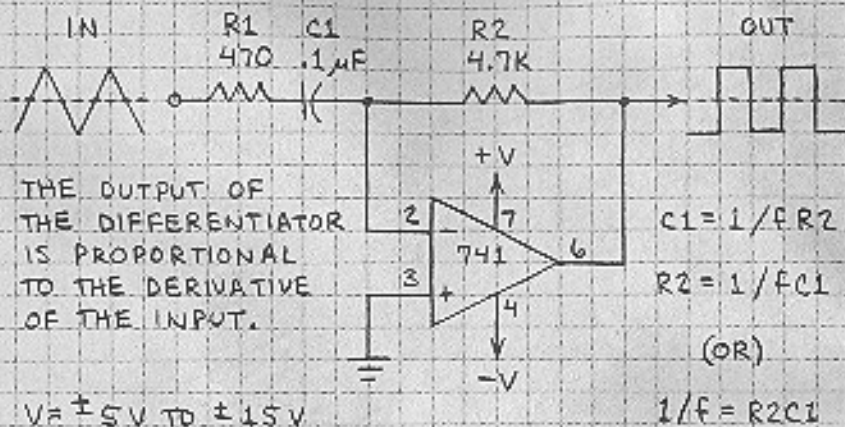 IN
R1
470
C1
.1µF
R2
4.7K
OUT
+V
2
-
7
741
6
3
+
4
-V
THE OUTPUT OF
THE DIFFERENTIATOR
IS PROPORTIONAL
TO THE DERIVATIVE
OF THE INPUT.
V= ±5V TO ±15V
C1=1/fR2
R2=1/fC1
(OR)
1/f=R2C1